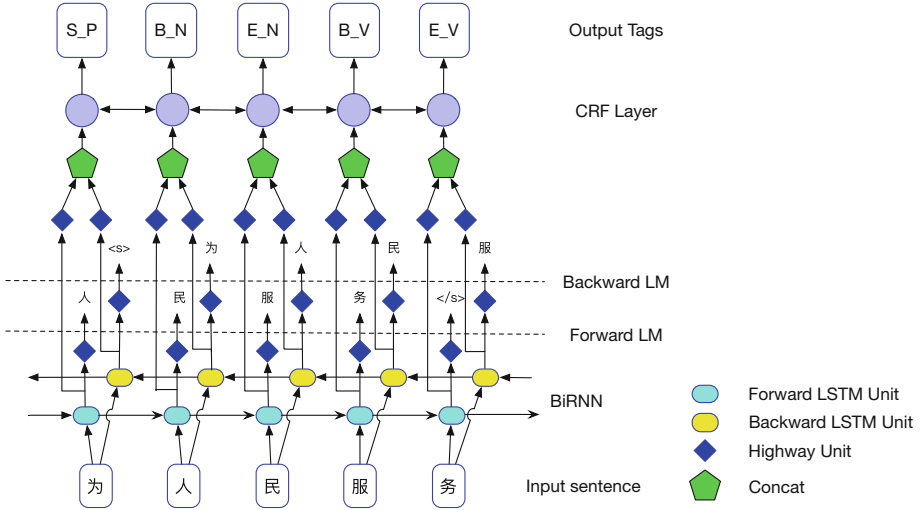 S_P B_N E_N B_V E_V Output Tags
CRF Layer
<s> 为 人 民 服
Backward LM
人 民 服 务 </s>
Forward LM
BiRNN
Forward LSTM Unit
Backward LSTM Unit
Highway Unit
为 人 民 服 务 Input sentence
Concat